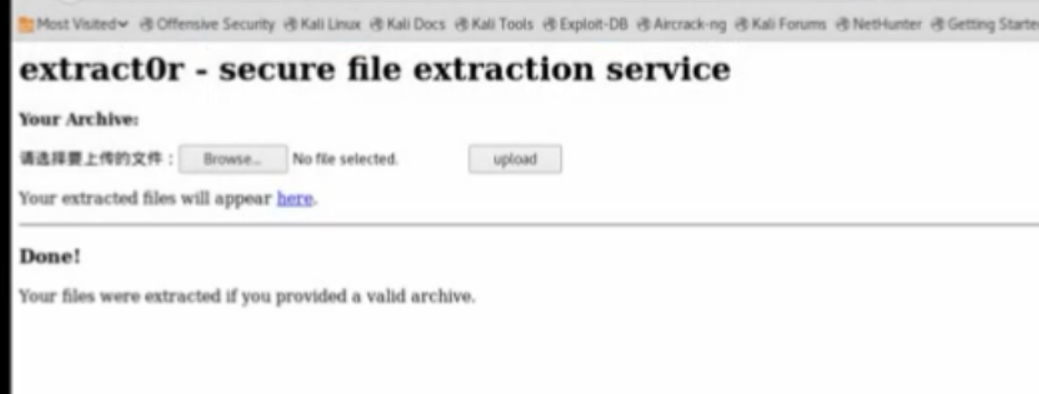 Most Visited Offensive Security Kali Linux Kali Docs Kali Tools Exploit-DB Aircrack-ng Kali Forums NetHunter Getting Starte
extract0r - secure file extraction service
Your Archive:
请选择要上传的文件： Browse... No file selected. upload
Your extracted files will appear here.
Done!
Your files were extracted if you provided a valid archive.